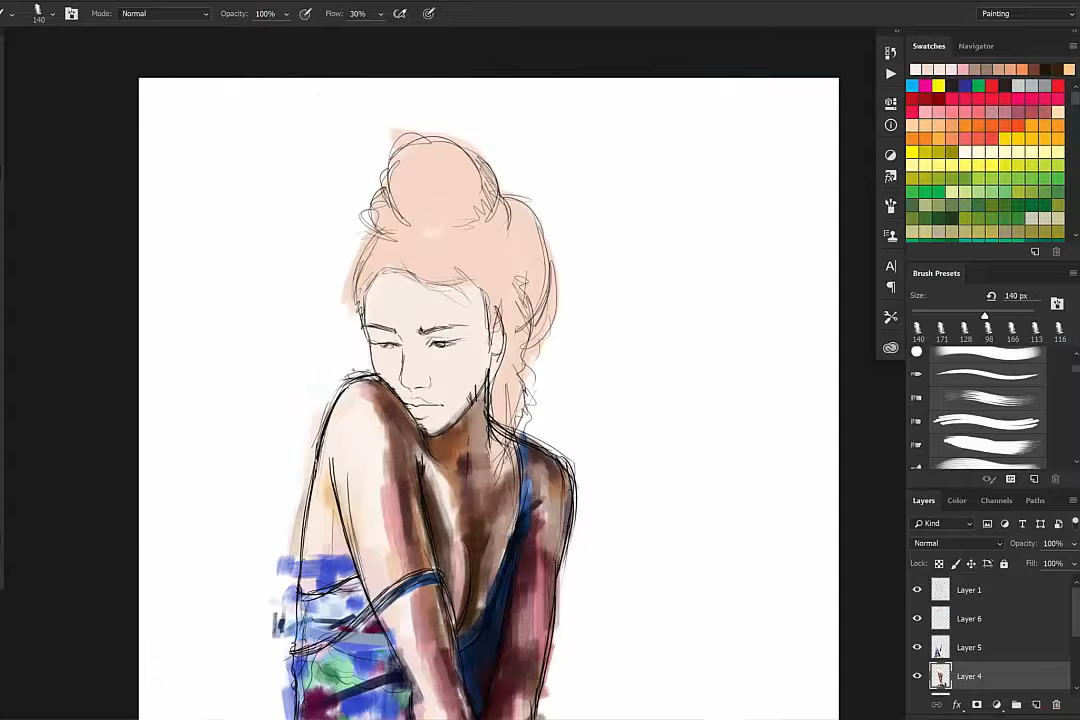 140 Mode: Normal Opacity: 100% Flow: 30% Painting
Swatches Navigator
Brush Presets
Size: 140 px
140 171 128 98 166 113 116
Layers Color Channels Paths
Kind
Normal Opacity: 100%
Lock: Fill: 100%
Layer 1
Layer 6
Layer 5
Layer 4
fx